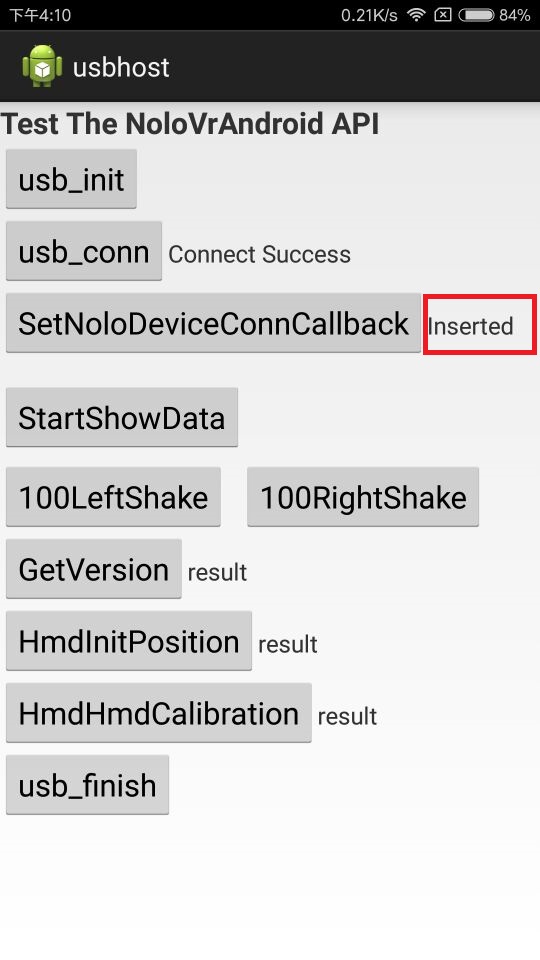 下午4:10 0.21K/s 84%
usbhost
Test The NoloVrAndroid API
usb_init
usb_conn Connect Success
SetNoloDeviceConnCallback Inserted
StartShowData
100LeftShake 100RightShake
GetVersion result
HmdInitPosition result
HmdHmdCalibration result
usb_finish